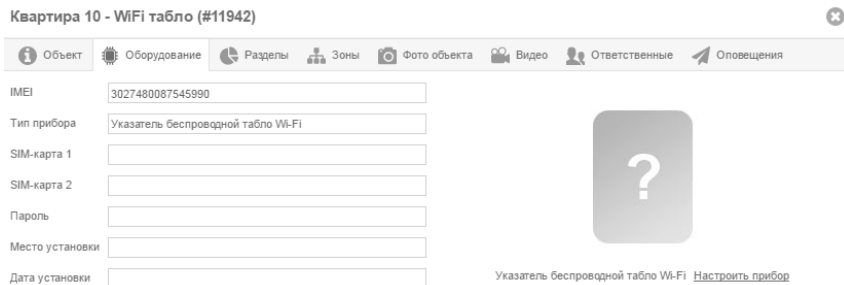 Квартира 10 - WiFi табло (#11942)
Объект Оборудование Разделы Зоны Фото объекта Видео Ответственные Оповещения
IMEI 3027480087545990
Тип прибора Указатель беспроводной табло Wi-Fi
SIM-карта 1
SIM-карта 2
Пароль
Место установки
Дата установки
?
Указатель беспроводной табло Wi-Fi Настроить прибор